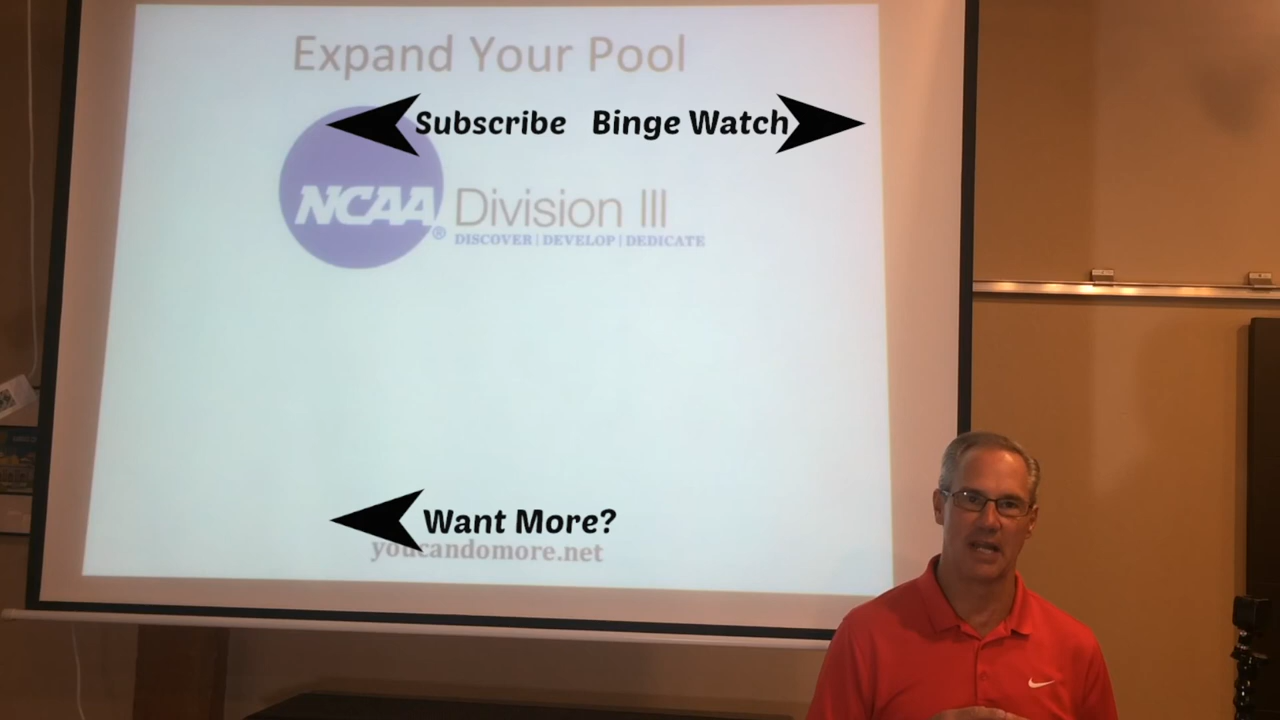 Expand Your Pool
Subscribe Binge Watch
NCAA® Division III
DISCOVER | DEVELOP | DEDICATE
Want More?
youcandomore.net